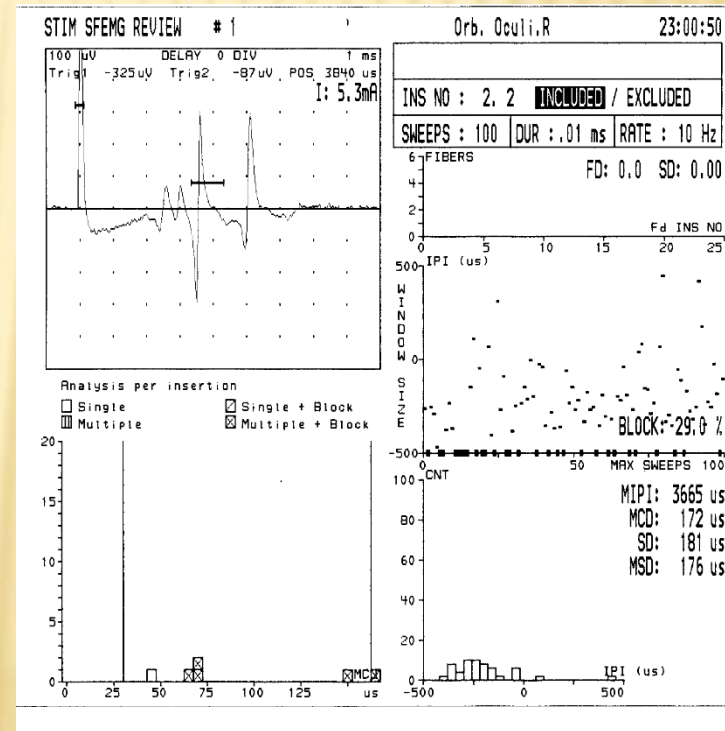 STIM SFEMG REVIEW # 1
Orb. Oculi.R 23:00:50
100 uV DELAY 0 DIV 1 ms
Trig1 -325uV Trig2 -87uV POS 3840 us
I: 5.3mA
INS NO : 2. 2 INCLUDED / EXCLUDED
SWEEPS : 100 DUR :.01 ms RATE : 10 Hz
FIBERS
FD: 0.0 SD: 0.00
6
4
2
0
Fd INS NO
0 5 10 15 20 25
IPI (us)
500
0
-500
WINDOW SIZE
BLOCK: 29.0 %
0 50 MAX SWEEPS 100
Analysis per insertion
Single Single + Block
Multiple Multiple + Block
20
15
10
5
0
MCD
0 25 50 75 100 125 us
CNT
100
80
60
40
20
0
MIPI: 3665 us
MCD: 172 us
SD: 181 us
MSD: 176 us
IPI (us)
-500 0 500